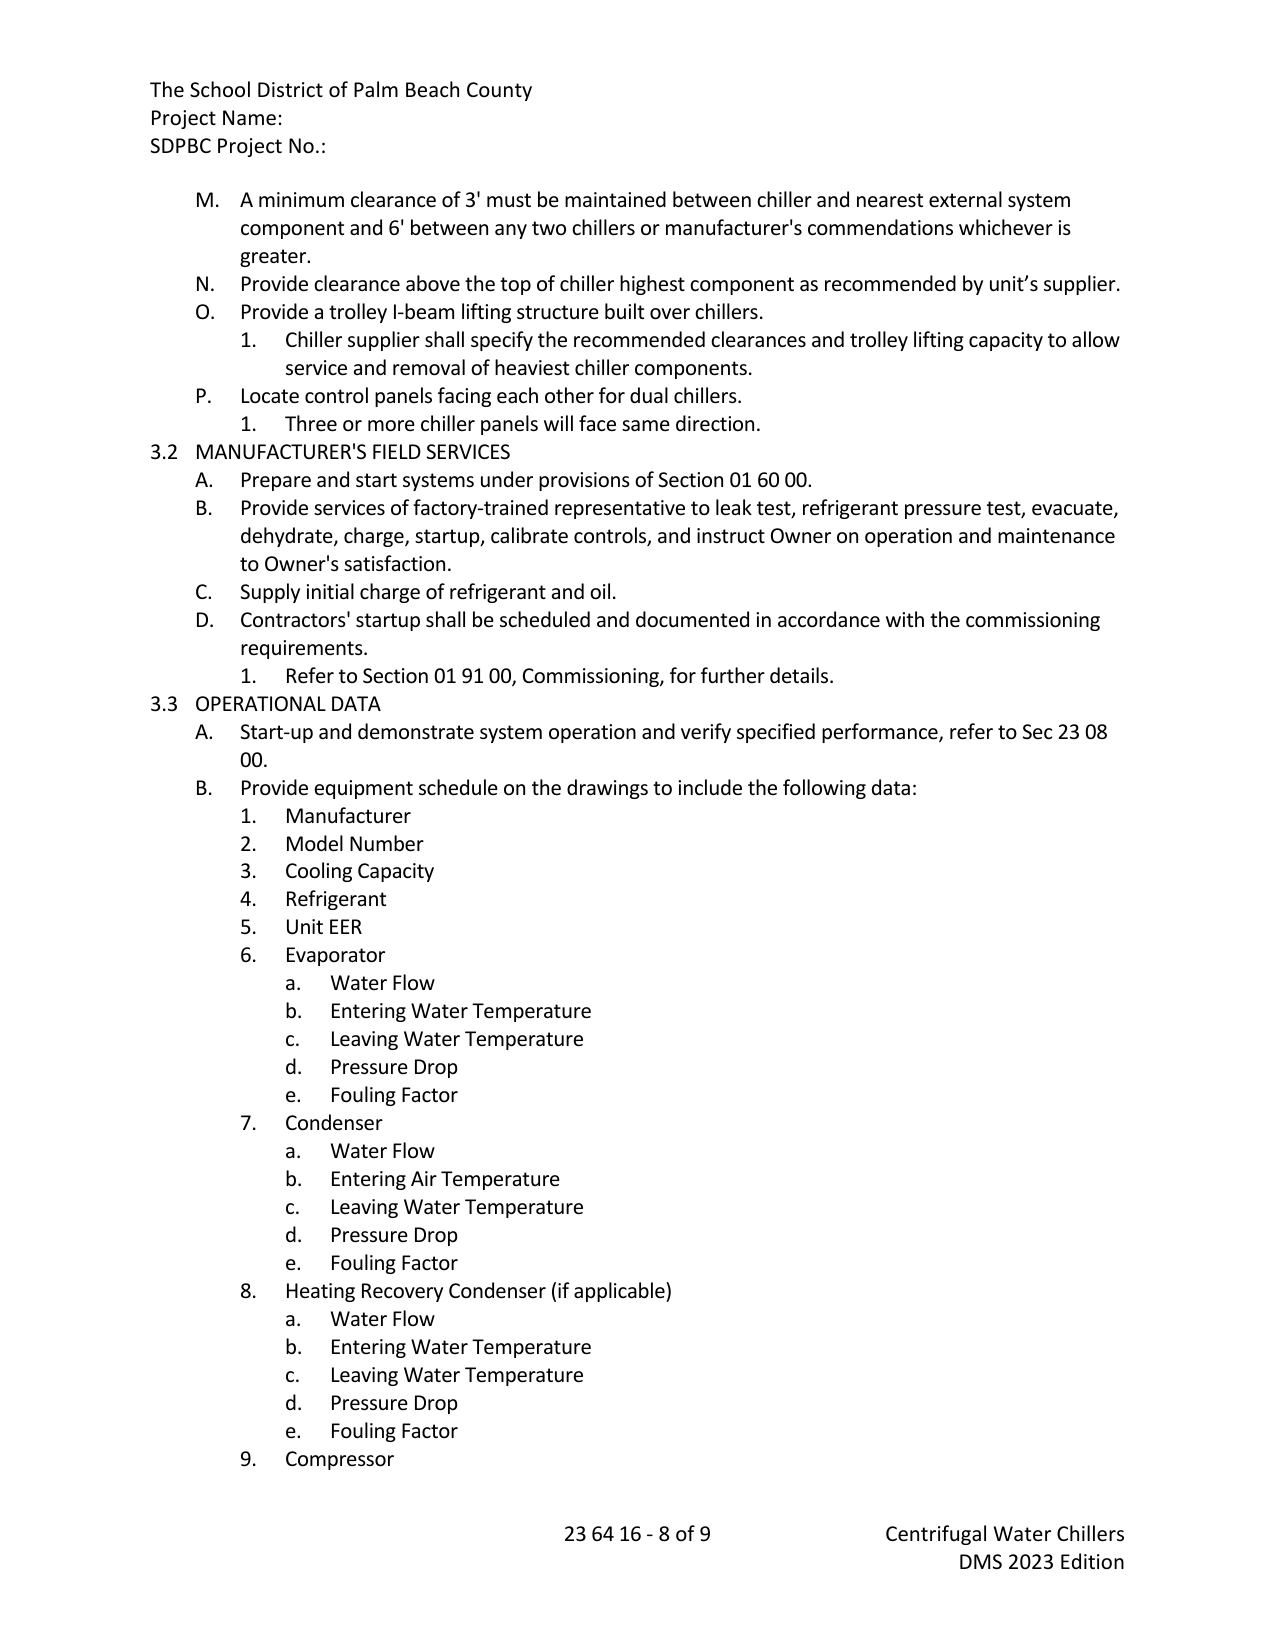 The School District of Palm Beach County
Project Name:
SDPBC Project No.:
M. A minimum clearance of 3' must be maintained between chiller and nearest external system
component and 6' between any two chillers or manufacturer's commendations whichever is
greater.
N. Provide clearance above the top of chiller highest component as recommended by unit’s supplier.
O. Provide a trolley I-beam lifting structure built over chillers.
1. Chiller supplier shall specify the recommended clearances and trolley lifting capacity to allow
service and removal of heaviest chiller components.
P. Locate control panels facing each other for dual chillers.
1. Three or more chiller panels will face same direction.
3.2 MANUFACTURER'S FIELD SERVICES
A. Prepare and start systems under provisions of Section 01 60 00.
B. Provide services of factory-trained representative to leak test, refrigerant pressure test, evacuate,
dehydrate, charge, startup, calibrate controls, and instruct Owner on operation and maintenance
to Owner's satisfaction.
C. Supply initial charge of refrigerant and oil.
D. Contractors' startup shall be scheduled and documented in accordance with the commissioning
requirements.
1. Refer to Section 01 91 00, Commissioning, for further details.
3.3 OPERATIONAL DATA
A. Start-up and demonstrate system operation and verify specified performance, refer to Sec 23 08
00.
B. Provide equipment schedule on the drawings to include the following data:
1. Manufacturer
2. Model Number
3. Cooling Capacity
4. Refrigerant
5. Unit EER
6. Evaporator
a. Water Flow
b. Entering Water Temperature
c. Leaving Water Temperature
d. Pressure Drop
e. Fouling Factor
7. Condenser
a. Water Flow
b. Entering Air Temperature
c. Leaving Water Temperature
d. Pressure Drop
e. Fouling Factor
8. Heating Recovery Condenser (if applicable)
a. Water Flow
b. Entering Water Temperature
c. Leaving Water Temperature
d. Pressure Drop
e. Fouling Factor
9. Compressor
23 64 16 - 8 of 9 Centrifugal Water Chillers
DMS 2023 Edition